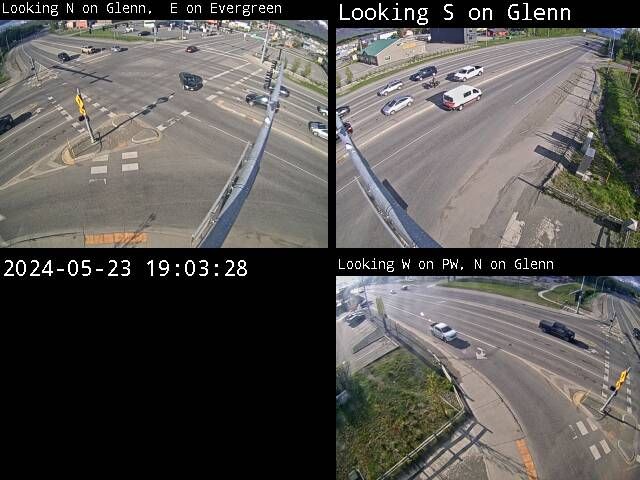 Looking N on Glenn,  E on Evergreen
Looking S on Glenn
2024-05-23 19:03:28
Looking W on PW, N on Glenn